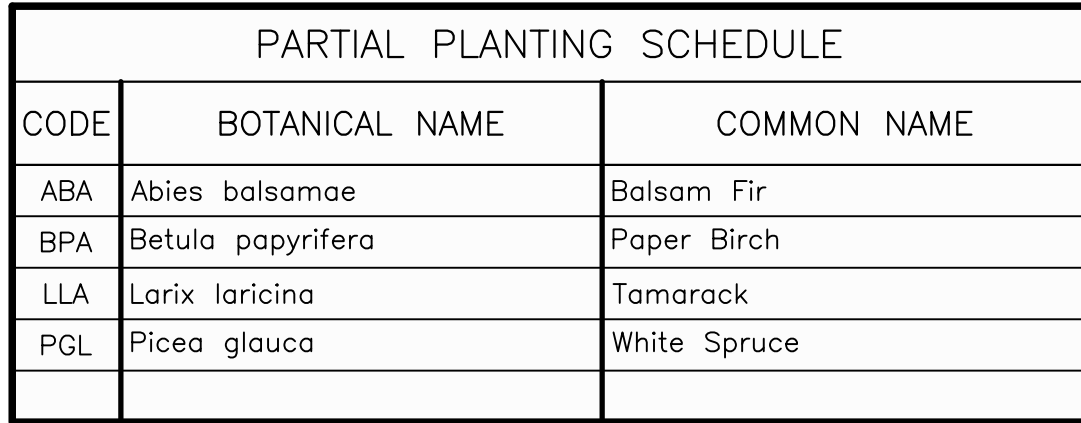 PARTIAL PLANTING SCHEDULE
CODE BOTANICAL NAME COMMON NAME
ABA Abies balsamae Balsam Fir
BPA Betula papyrifera Paper Birch
LLA Larix laricina Tamarack
PGL Picea glauca White Spruce